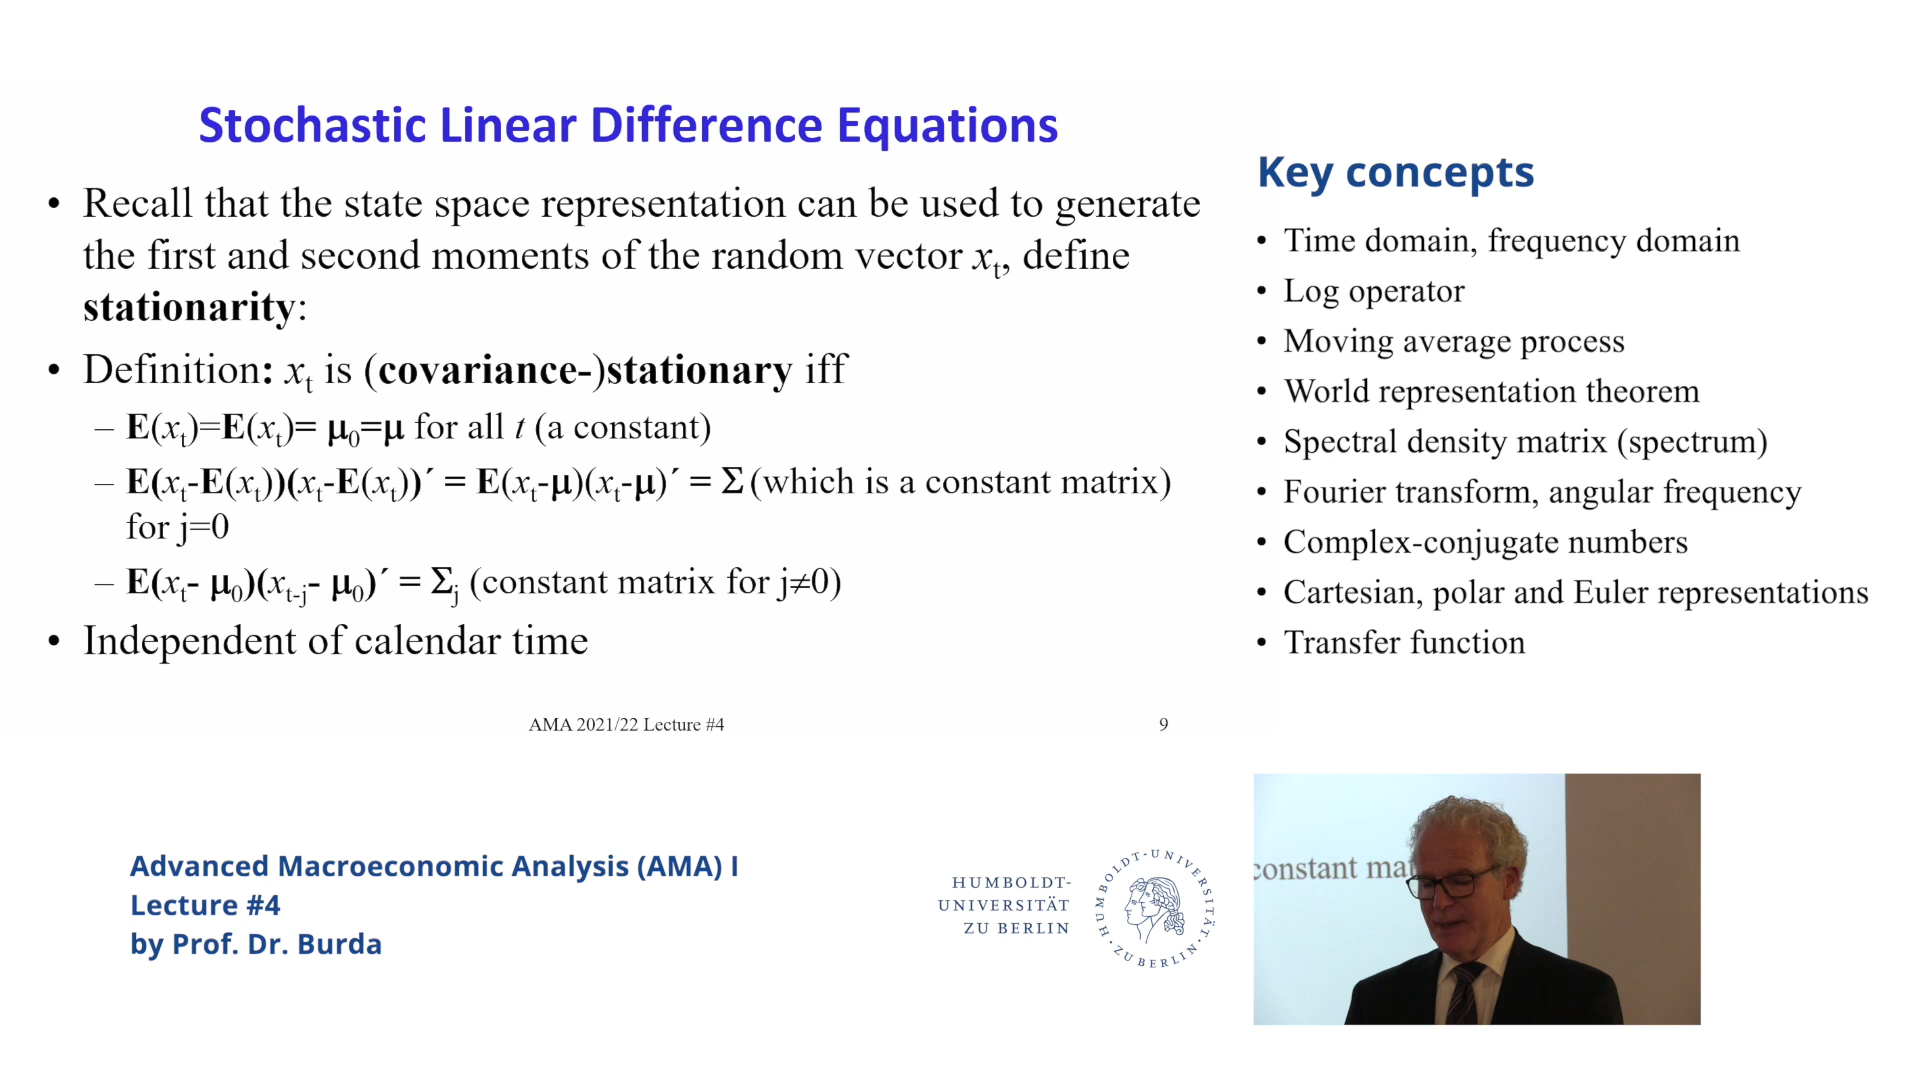 Stochastic Linear Difference Equations
• Recall that the state space representation can be used to generate
the first and second moments of the random vector xt, define
stationarity:
• Definition: xt is (covariance-)stationary iff
– E(xt)=E(xt)= μ0=μ for all t (a constant)
– E(xt-E(xt))(xt-E(xt))´ = E(xt-μ)(xt-μ)´ = Σ (which is a constant matrix)
for j=0
– E(xt- μ0)(xt-j- μ0)´ = Σj (constant matrix for j≠0)
• Independent of calendar time
AMA 2021/22 Lecture #4
9
Key concepts
• Time domain, frequency domain
• Log operator
• Moving average process
• World representation theorem
• Spectral density matrix (spectrum)
• Fourier transform, angular frequency
• Complex-conjugate numbers
• Cartesian, polar and Euler representations
• Transfer function
Advanced Macroeconomic Analysis (AMA) I
Lecture #4
by Prof. Dr. Burda
HUMBOLDT-
UNIVERSITÄT
ZU BERLIN
HUMBOLDT-UNIVERSITÄT · ZU BERLIN ·
constant mat